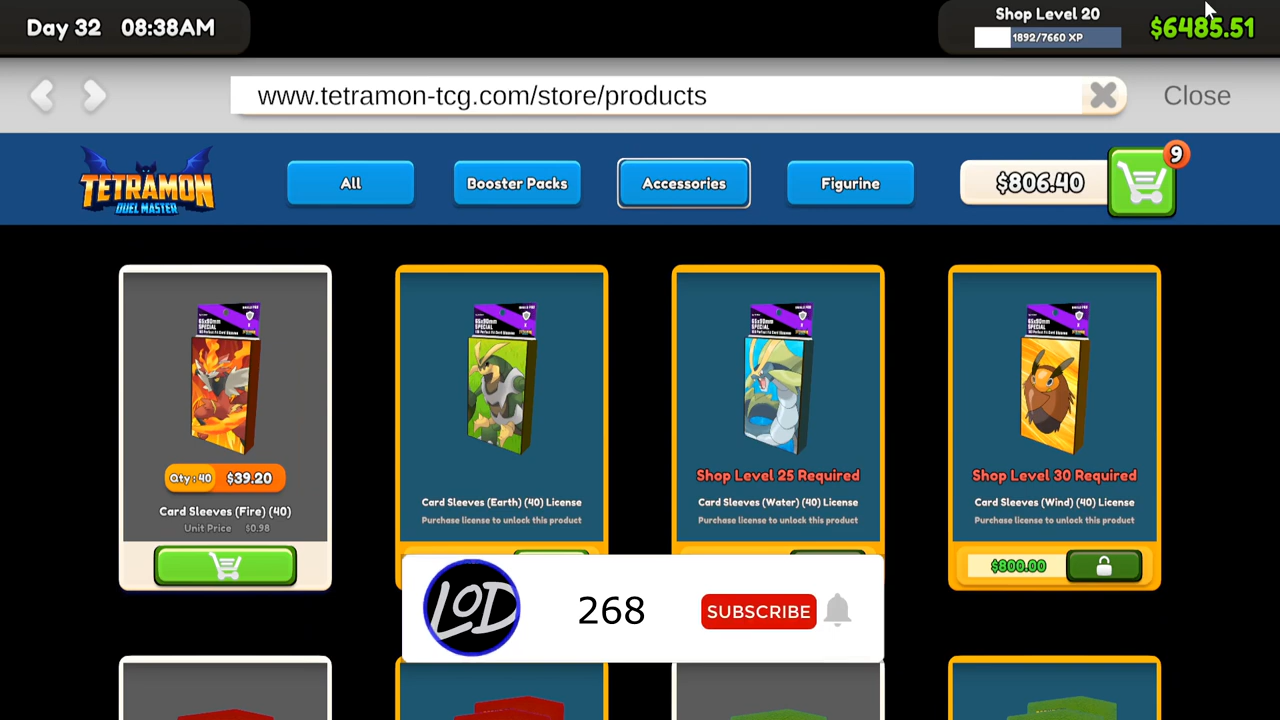 Day 32 08:38AM
Shop Level 20
1892/7660 XP
$6485.51
www.tetramon-tcg.com/store/products
Close
TETRAMON
DUEL MASTER
All
Booster Packs
Accessories
Figurine
$806.40
9
Qty : 40 $39.20
Card Sleeves (Fire) (40)
Unit Price $0.98
Card Sleeves (Earth) (40) License
Purchase license to unlock this product
Shop Level 25 Required
Card Sleeves (Water) (40) License
Purchase license to unlock this product
Shop Level 30 Required
Card Sleeves (Wind) (40) License
Purchase license to unlock this product
$800.00
LOD
268
SUBSCRIBE